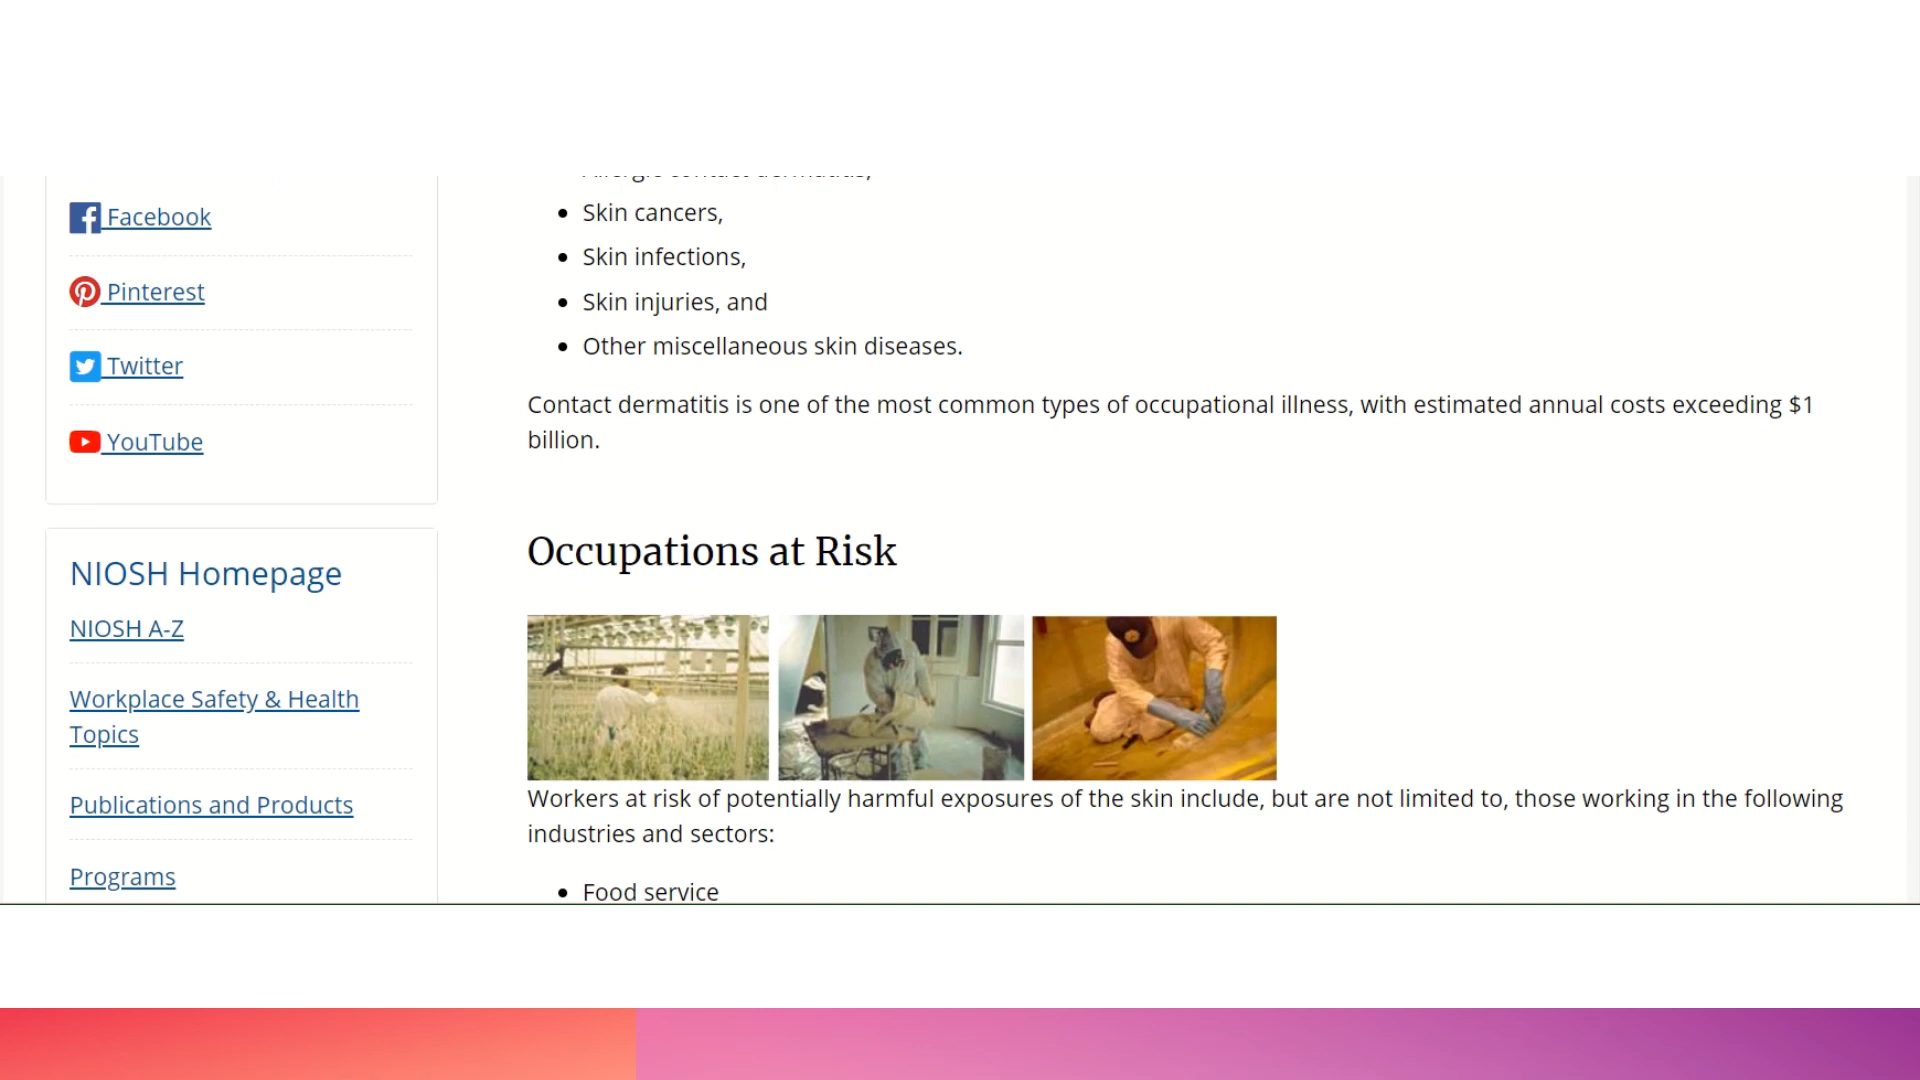 Facebook
Pinterest
Twitter
YouTube
NIOSH Homepage
NIOSH A-Z
Workplace Safety & Health
Topics
Publications and Products
Programs
Allergic contact dermatitis,
• Skin cancers,
• Skin infections,
• Skin injuries, and
• Other miscellaneous skin diseases.
Contact dermatitis is one of the most common types of occupational illness, with estimated annual costs exceeding $1
billion.
Occupations at Risk
Workers at risk of potentially harmful exposures of the skin include, but are not limited to, those working in the following
industries and sectors:
• Food service